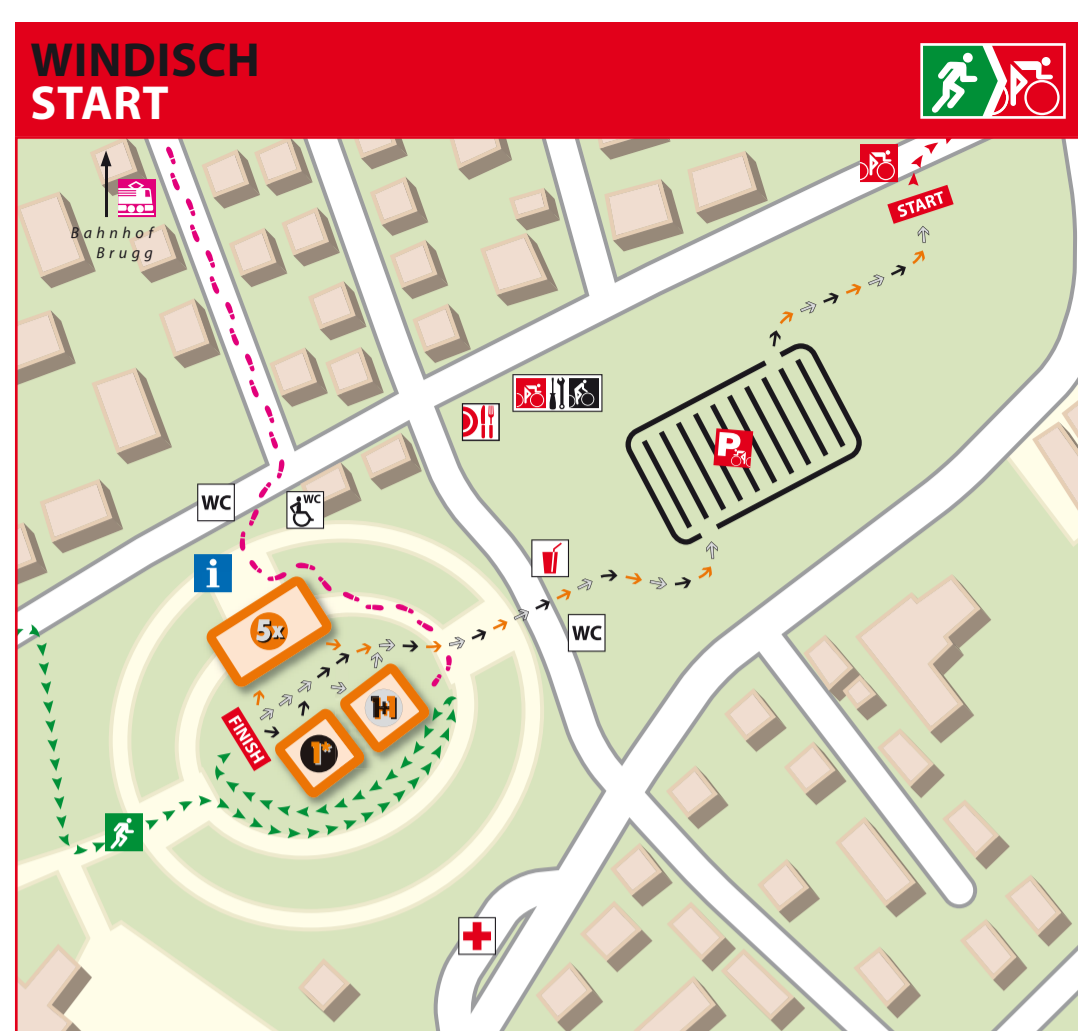 WINDISCH
START
Bahnhof
Brugg
START
P
WC
WC
i
5x
WC
1+1
FINISH
1*